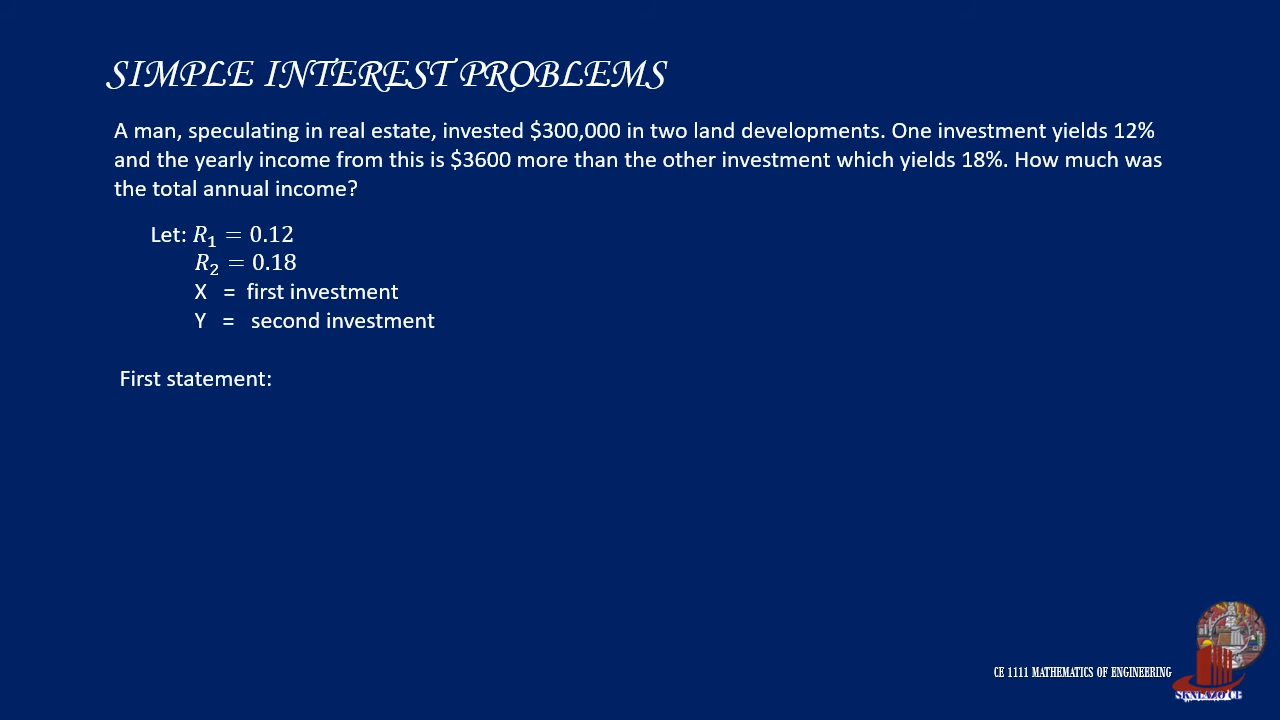 SIMPLE INTEREST PROBLEMS
A man, speculating in real estate, invested $300,000 in two land developments. One investment yields 12%
and the yearly income from this is $3600 more than the other investment which yields 18%. How much was
the total annual income?
Let: R₁ = 0.12
R₂ = 0.18
X = first investment
Y = second investment
First statement:
CE 1111 MATHEMATICS OF ENGINEERING